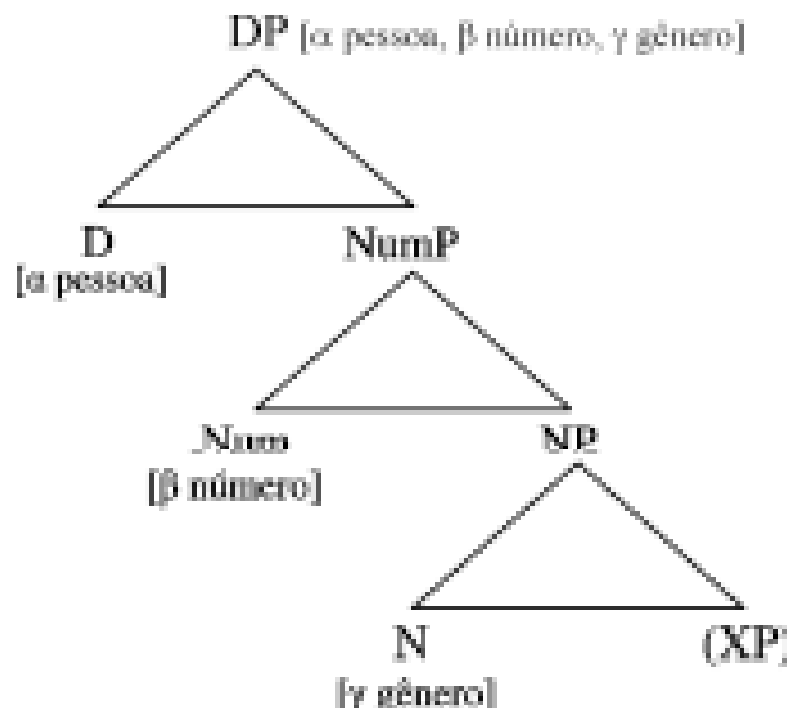 DP [α pessoa, β número, γ gênero]
D NumP
[α pessoa]
Num NP
[β número]
N (XP)
[γ gênero]